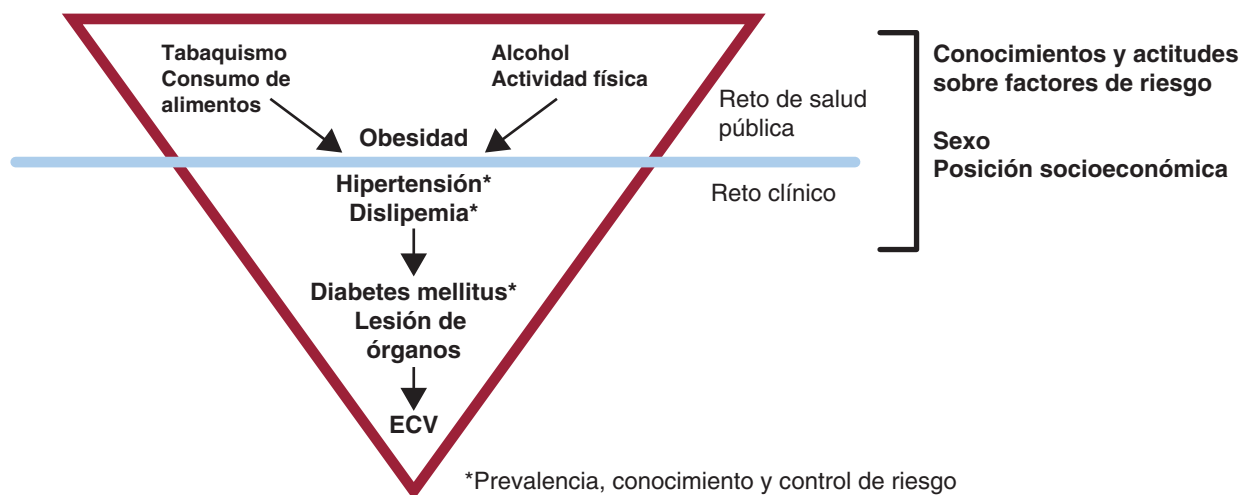 Tabaquismo
Consumo de
alimentos
Alcohol
Actividad física
Obesidad
Hipertensión*
Dislipemia*
Diabetes mellitus*
Lesión de
órganos
ECV
Reto de salud
pública
Reto clínico
Conocimientos y actitudes
sobre factores de riesgo
Sexo
Posición socioeconómica
*Prevalencia, conocimiento y control de riesgo